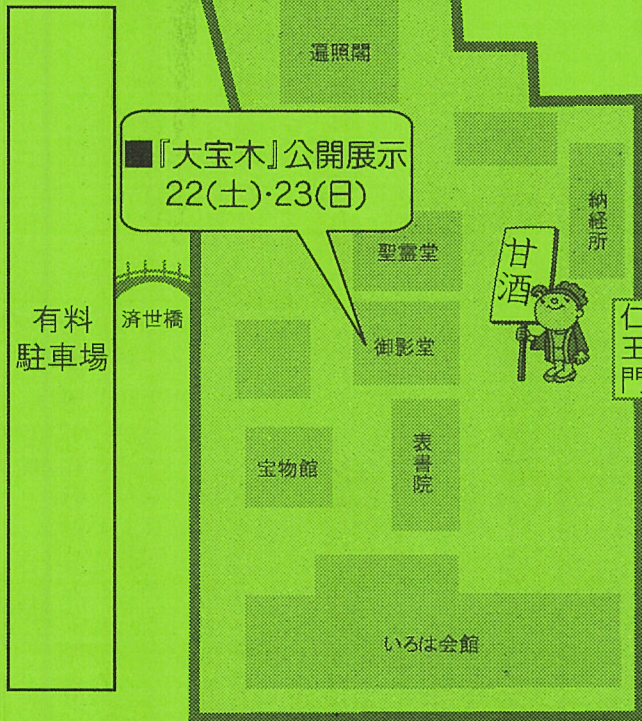 遍照閣
■『大宝木』公開展示
22(土)・23(日)
納経所
聖霊堂
甘酒
有料
駐車場
済世橋
御影堂
仁王門
表書院
宝物館
いろは会館